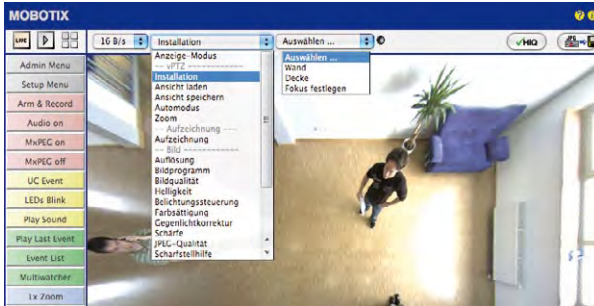 MOBOTIX
LIVE
16 B/s
Installation
Auswählen ...
HIQ
Admin Menu
Setup Menu
Arm & Record
Audio on
MxPEG on
MxPEG off
UC Event
LEDs Blink
Play Sound
Play Last Event
Event List
Multiwatcher
1x Zoom
Anzeige-Modus
-- vPTZ --------------
Installation
Ansicht laden
Ansicht speichern
Automodus
Zoom
-- Aufzeichnung ---
Aufzeichnung
-- Bild --------------
Auflösung
Bildprogramm
Bildqualität
Helligkeit
Belichtungssteuerung
Farbsättigung
Gegenlichtkorrektur
Schärfe
JPEG-Qualität
Scharfstellhilfe
Auswählen ...
Wand
Decke
Fokus festlegen